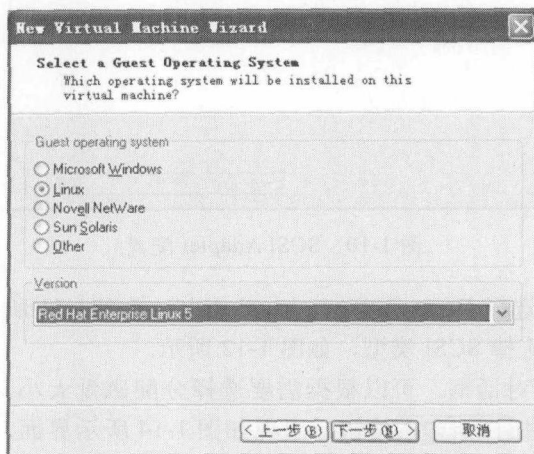 New Virtual Machine Wizard
Select a Guest Operating System
Which operating system will be installed on this
virtual machine?
Guest operating system
Microsoft Windows
Linux
Novell NetWare
Sun Solaris
Other
Version
Red Hat Enterprise Linux 5
< 上一步(B)
下一步(N) >
取消